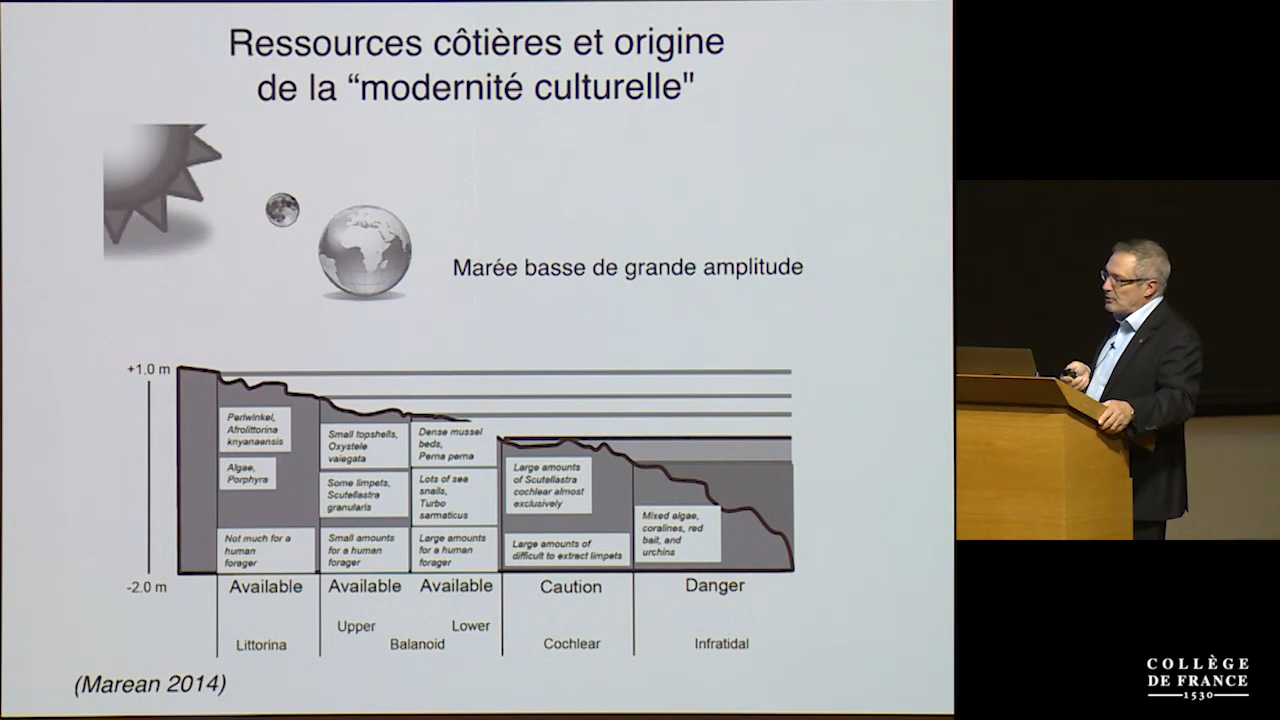 Ressources côtières et origine
de la “modernité culturelle"
Marée basse de grande amplitude
+1.0 m
-2.0 m
Periwinkel,
Afrolittorina
knyanaensis
Algae,
Porphyra
Not much for a
human
forager
Small topshells,
Oxystele
vaiegata
Some limpets,
Scutellastra
granularis
Small amounts
for a human
forager
Dense mussel
beds,
Perna perna
Lots of sea
snails,
Turbo
sarmaticus
Large amounts
for a human
forager
Large amounts
of Scutellastra
cochlear almost
exclusively
Large amounts of
difficult to extract limpets
Mixed algae,
coralines, red
bait, and
urchins
Available
Available
Available
Caution
Danger
Upper
Lower
Littorina
Balanoid
Cochlear
Infratidal
(Marean 2014)
COLLÈGE
DE FRANCE
1530